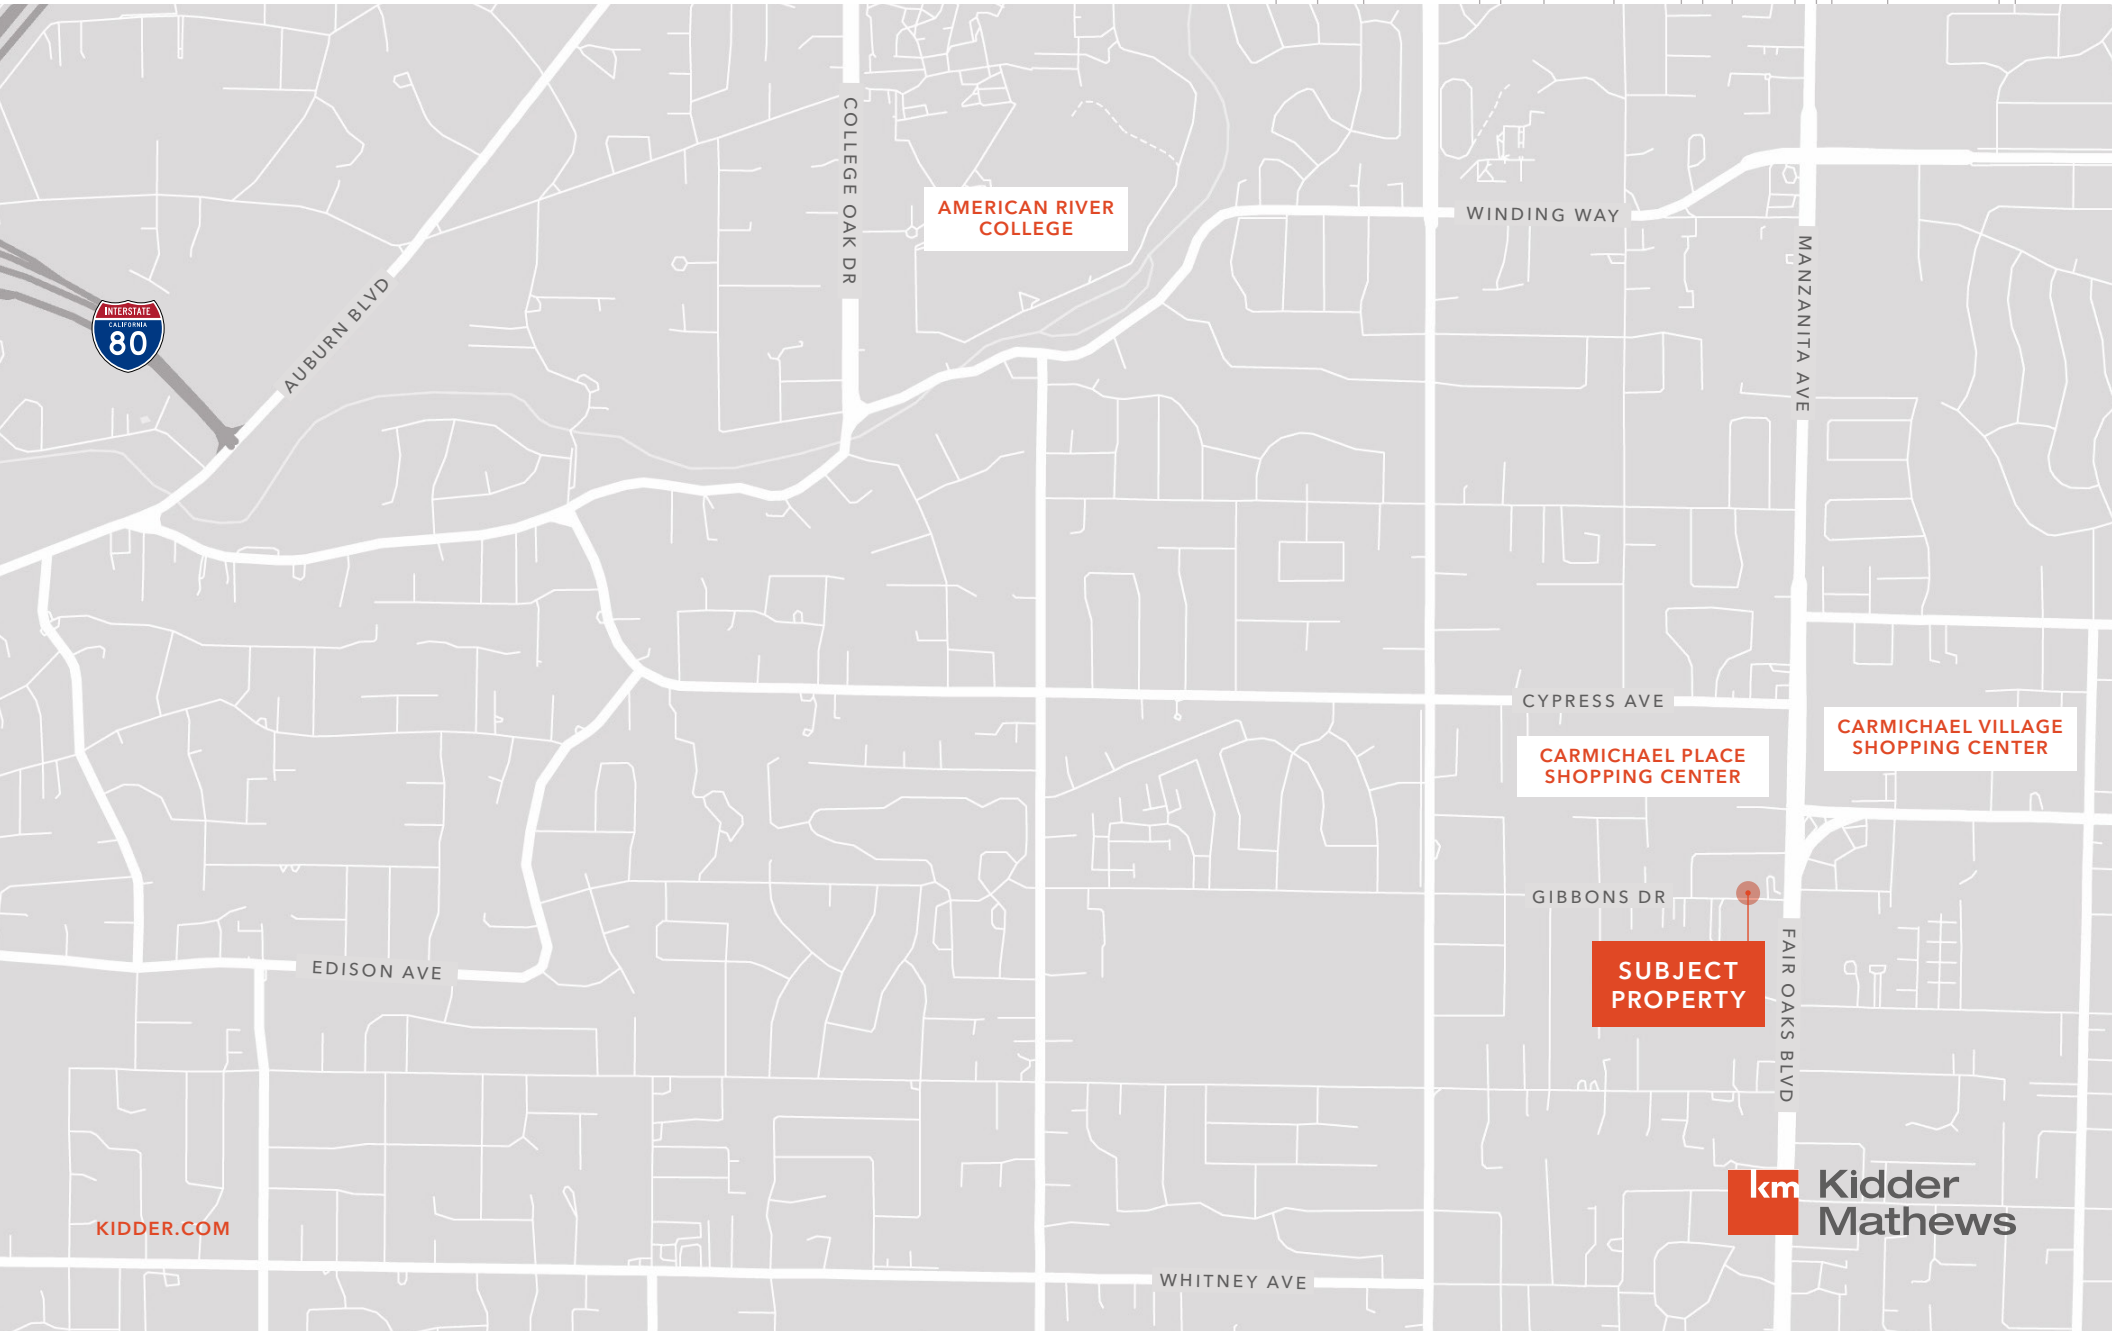 COLLEGE OAK DR
AMERICAN RIVER
COLLEGE
WINDING WAY
MANZANITA AVE
INTERSTATE
CALIFORNIA
80
AUBURN BLVD
CYPRESS AVE
CARMICHAEL PLACE
SHOPPING CENTER
CARMICHAEL VILLAGE
SHOPPING CENTER
GIBBONS DR
SUBJECT
PROPERTY
FAIR OAKS BLVD
EDISON AVE
KIDDER.COM
km
Kidder
Mathews
WHITNEY AVE